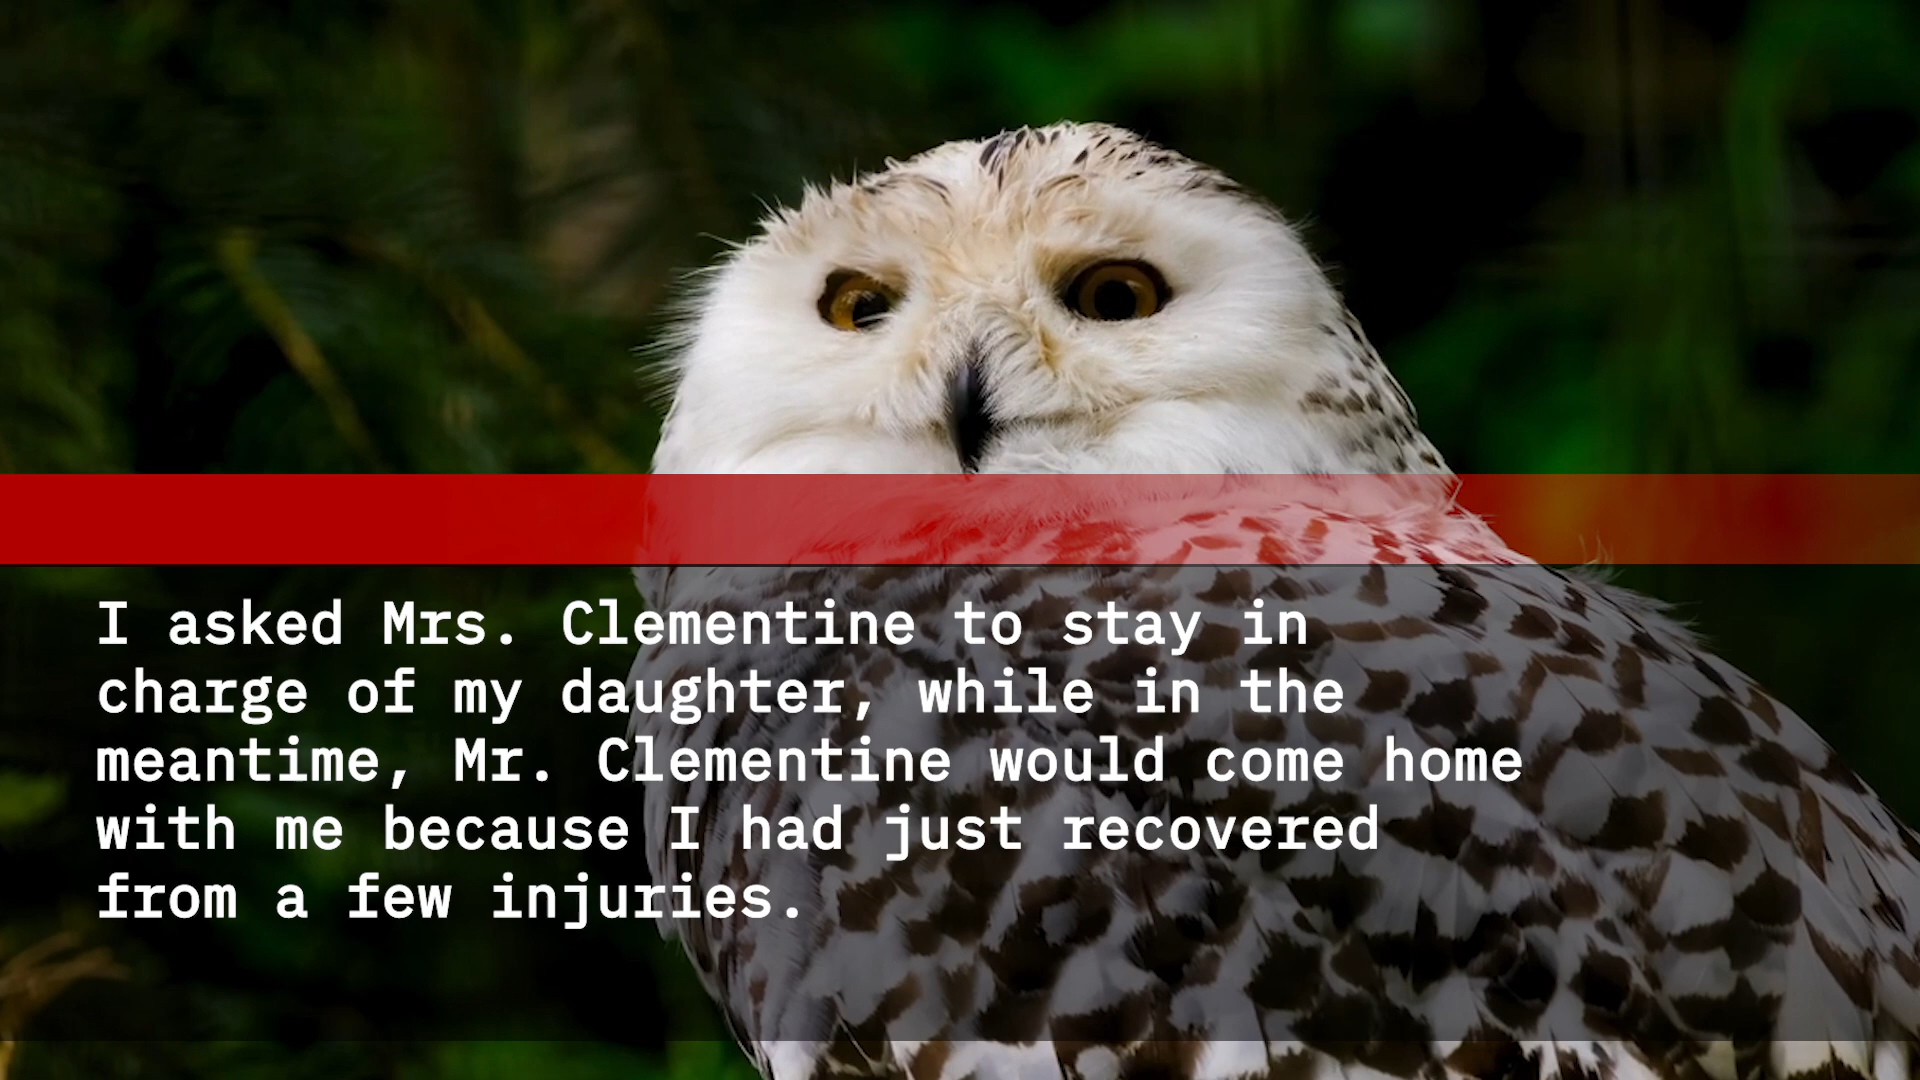 I asked Mrs. Clementine to stay in
charge of my daughter, while in the
meantime, Mr. Clementine would come home
with me because I had just recovered
from a few injuries.